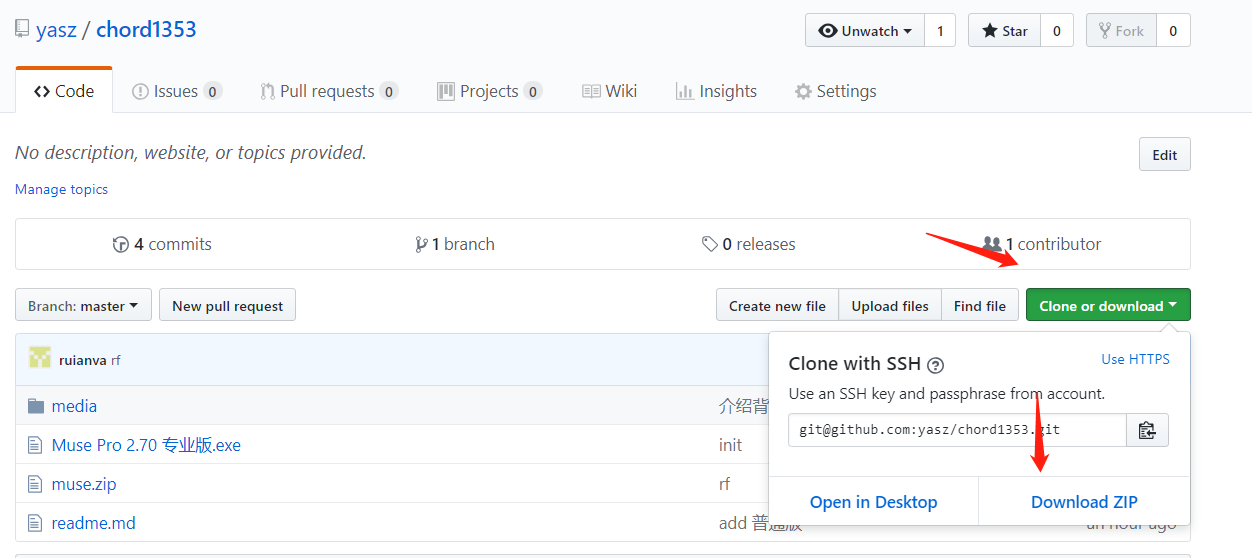 yasz / chord1353
Unwatch 1 Star 0 Fork 0
Code Issues 0 Pull requests 0 Projects 0 Wiki Insights Settings
No description, website, or topics provided.
Edit
Manage topics
4 commits 1 branch 0 releases 1 contributor
Branch: master New pull request Create new file Upload files Find file Clone or download
ruianva rf
Clone with SSH ? Use HTTPS
Use an SSH key and passphrase from account.
media 介绍背
git@github.com:yasz/chord1353.git
Muse Pro 2.70 专业版.exe init
muse.zip rf
Open in Desktop Download ZIP
readme.md add 普通版 an hour ago